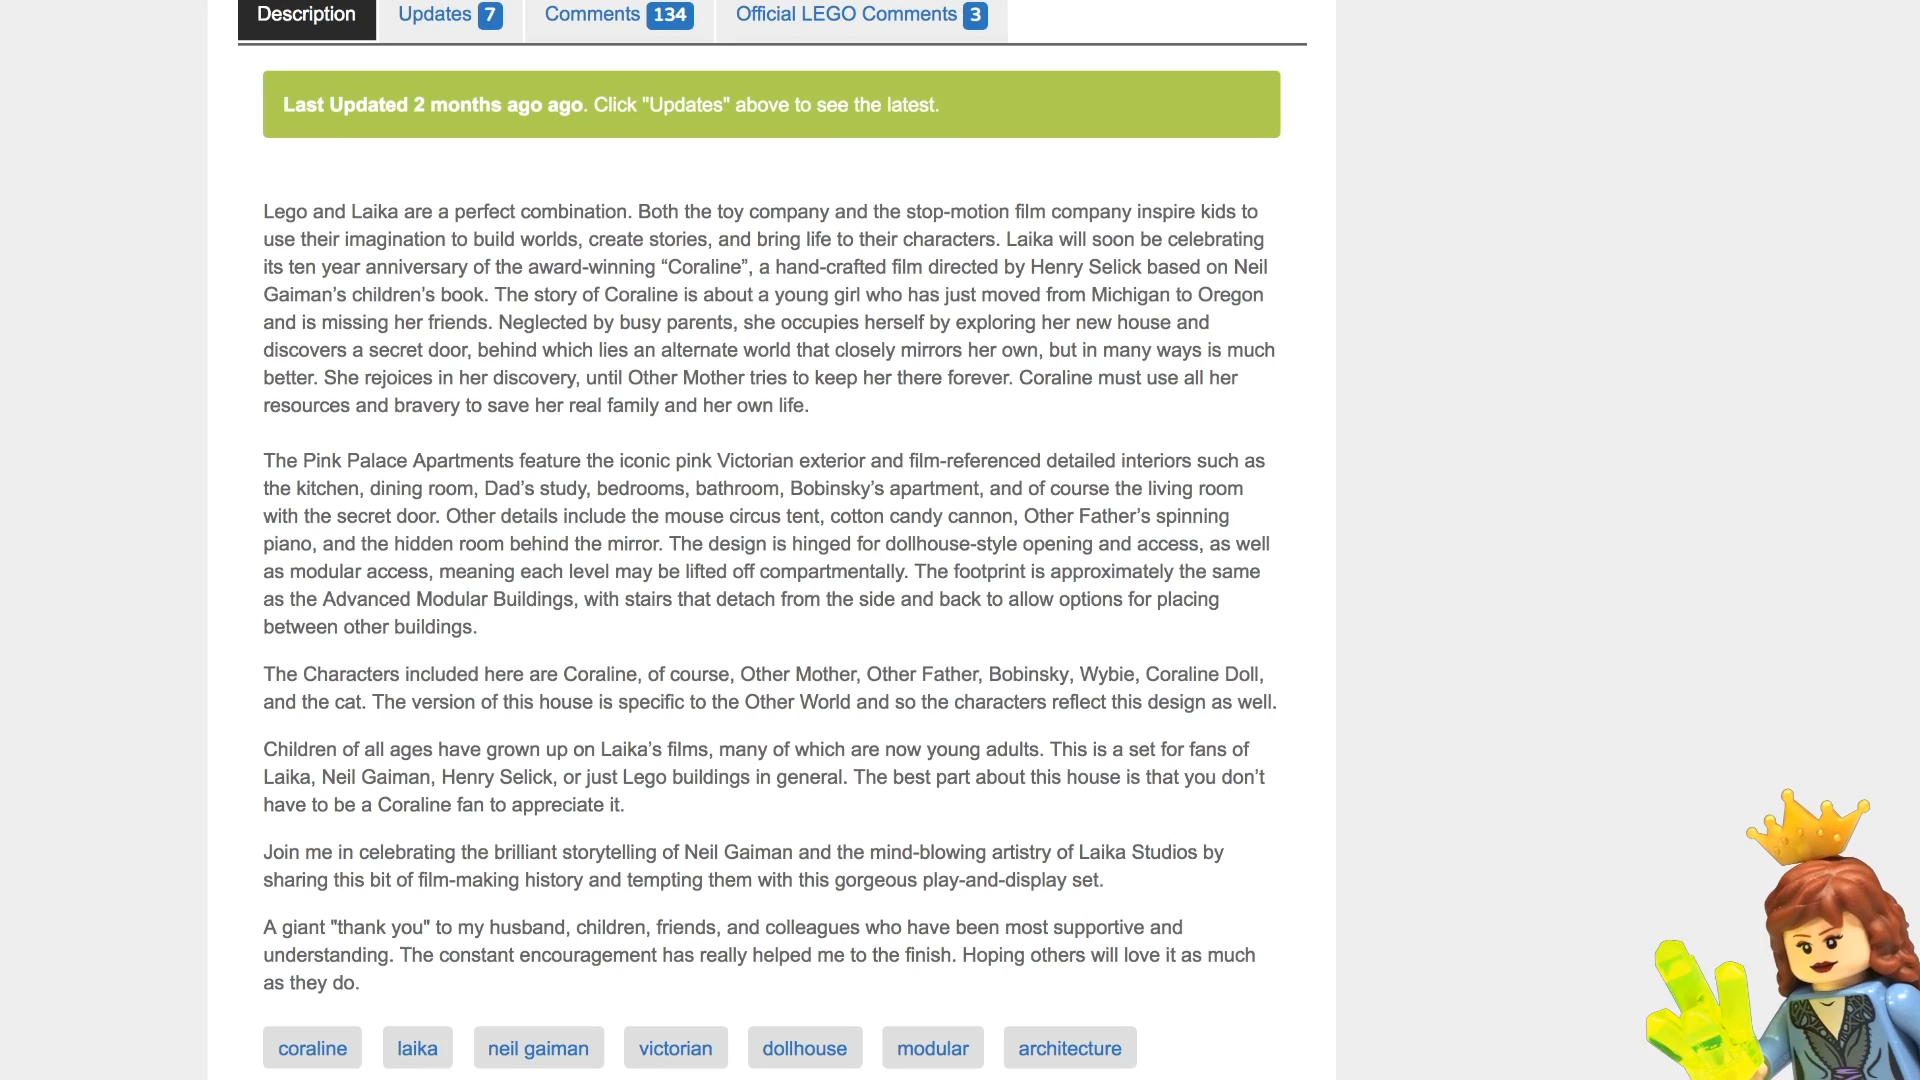 Description Updates 7 Comments 134 Official LEGO Comments 3
Last Updated 2 months ago ago. Click "Updates" above to see the latest.
Lego and Laika are a perfect combination. Both the toy company and the stop-motion film company inspire kids to
use their imagination to build worlds, create stories, and bring life to their characters. Laika will soon be celebrating
its ten year anniversary of the award-winning “Coraline”, a hand-crafted film directed by Henry Selick based on Neil
Gaiman’s children’s book. The story of Coraline is about a young girl who has just moved from Michigan to Oregon
and is missing her friends. Neglected by busy parents, she occupies herself by exploring her new house and
discovers a secret door, behind which lies an alternate world that closely mirrors her own, but in many ways is much
better. She rejoices in her discovery, until Other Mother tries to keep her there forever. Coraline must use all her
resources and bravery to save her real family and her own life.
The Pink Palace Apartments feature the iconic pink Victorian exterior and film-referenced detailed interiors such as
the kitchen, dining room, Dad’s study, bedrooms, bathroom, Bobinsky’s apartment, and of course the living room
with the secret door. Other details include the mouse circus tent, cotton candy cannon, Other Father’s spinning
piano, and the hidden room behind the mirror. The design is hinged for dollhouse-style opening and access, as well
as modular access, meaning each level may be lifted off compartmentally. The footprint is approximately the same
as the Advanced Modular Buildings, with stairs that detach from the side and back to allow options for placing
between other buildings.
The Characters included here are Coraline, of course, Other Mother, Other Father, Bobinsky, Wybie, Coraline Doll,
and the cat. The version of this house is specific to the Other World and so the characters reflect this design as well.
Children of all ages have grown up on Laika’s films, many of which are now young adults. This is a set for fans of
Laika, Neil Gaiman, Henry Selick, or just Lego buildings in general. The best part about this house is that you don’t
have to be a Coraline fan to appreciate it.
Join me in celebrating the brilliant storytelling of Neil Gaiman and the mind-blowing artistry of Laika Studios by
sharing this bit of film-making history and tempting them with this gorgeous play-and-display set.
A giant "thank you" to my husband, children, friends, and colleagues who have been most supportive and
understanding. The constant encouragement has really helped me to the finish. Hoping others will love it as much
as they do.
coraline laika neil gaiman victorian dollhouse modular architecture